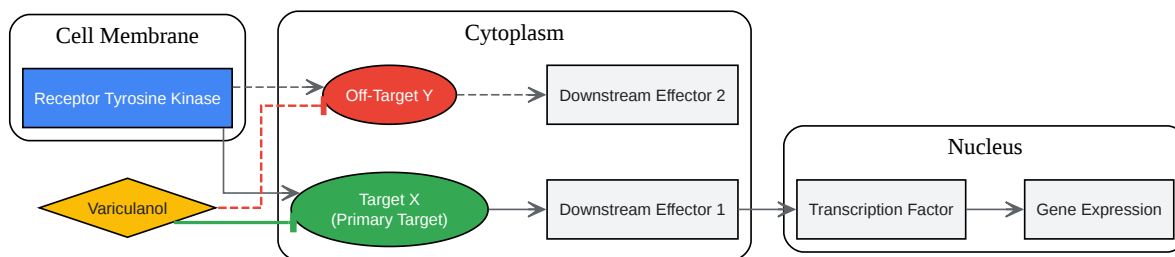 Cell Membrane
Receptor Tyrosine Kinase
Variculanol
Cytoplasm
Off-Target Y
Downstream Effector 2
Target X
(Primary Target)
Downstream Effector 1
Nucleus
Transcription Factor
Gene Expression